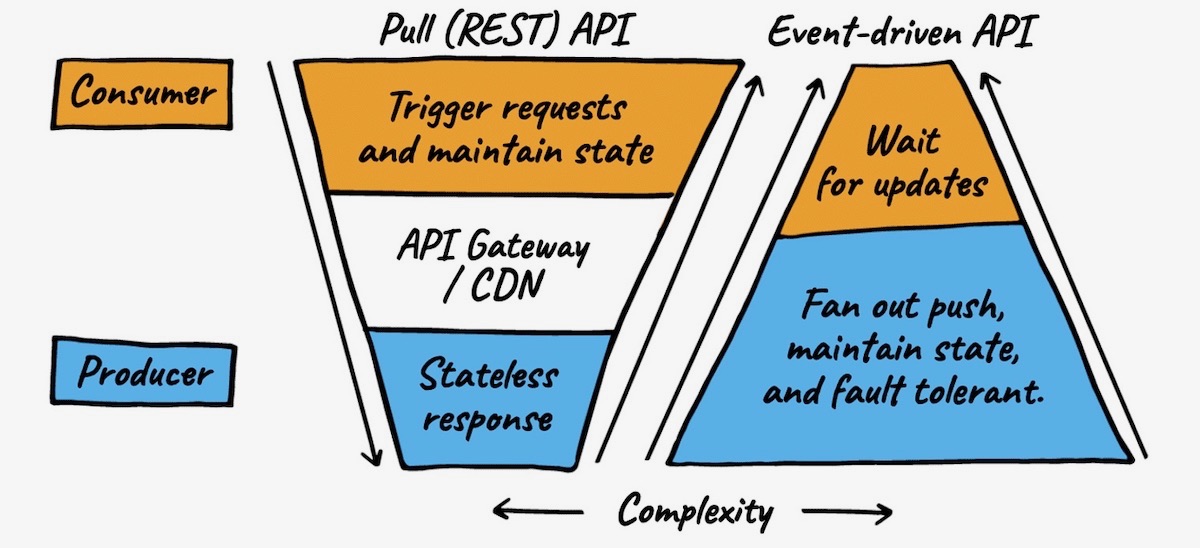 Pull (REST) API
Event-driven API
Consumer
Trigger requests
and maintain state
Wait
for updates
API Gateway
/ CDN
Producer
Stateless
response
Fan out push,
maintain state,
and fault tolerant.
Complexity